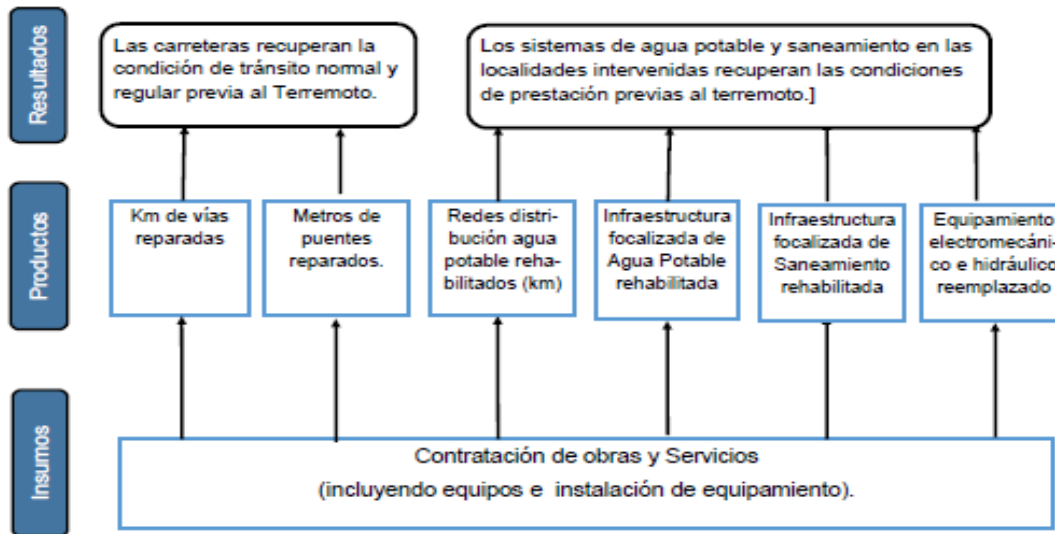 Resultados
Las carreteras recuperan la
condición de tránsito normal y
regular previa al Terremoto.
Los sistemas de agua potable y saneamiento en las
localidades intervenidas recuperan las condiciones
de prestación previas al terremoto.]
Productos
Km de vías
reparadas
Metros de
puentes
reparados.
Redes distri-
bución agua
potable reha-
bilitados (km)
Infraestructura
focalizada de
Agua Potable
rehabilitada
Infraestructura
focalizada de
Saneamiento
rehabilitada
Equipamiento
electromecáni-
co e hidráulico
reemplazado
Insumos
Contratación de obras y Servicios
(incluyendo equipos e instalación de equipamiento).